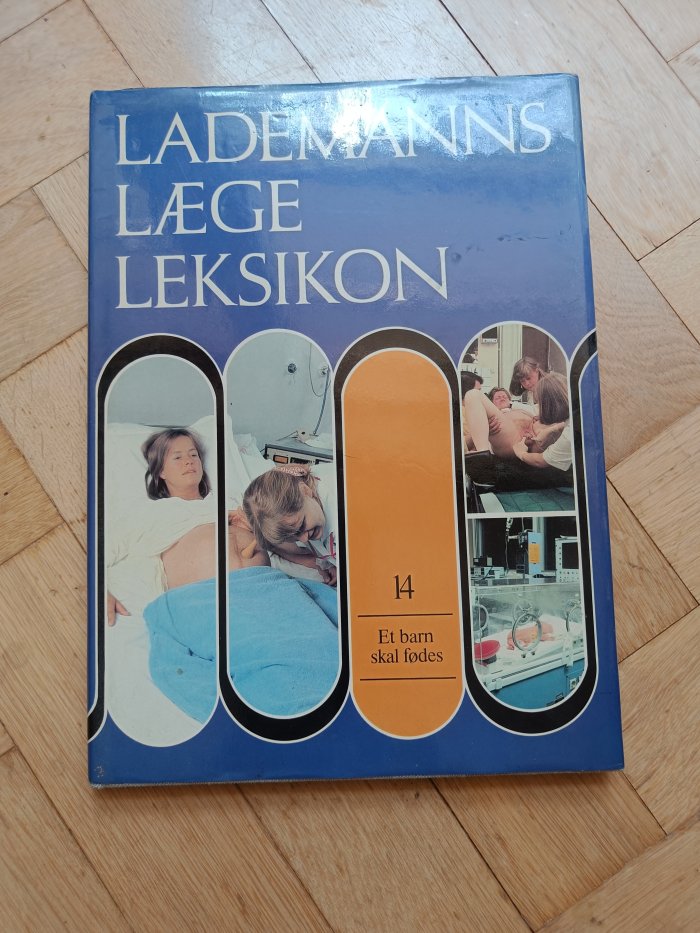 LADEMANNS
LÆGE
LEKSIKON
14
Et barn
skal fødes